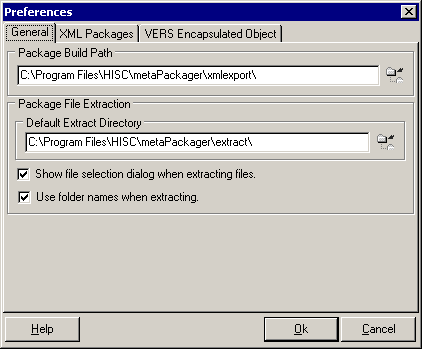 Preferences
General XML Packages VERS Encapsulated Object
Package Build Path
C:\Program Files\HISC\metaPackager\xmlexport\
Package File Extraction
Default Extract Directory
C:\Program Files\HISC\metaPackager\extract\
Show file selection dialog when extracting files.
Use folder names when extracting.
Help Ok Cancel